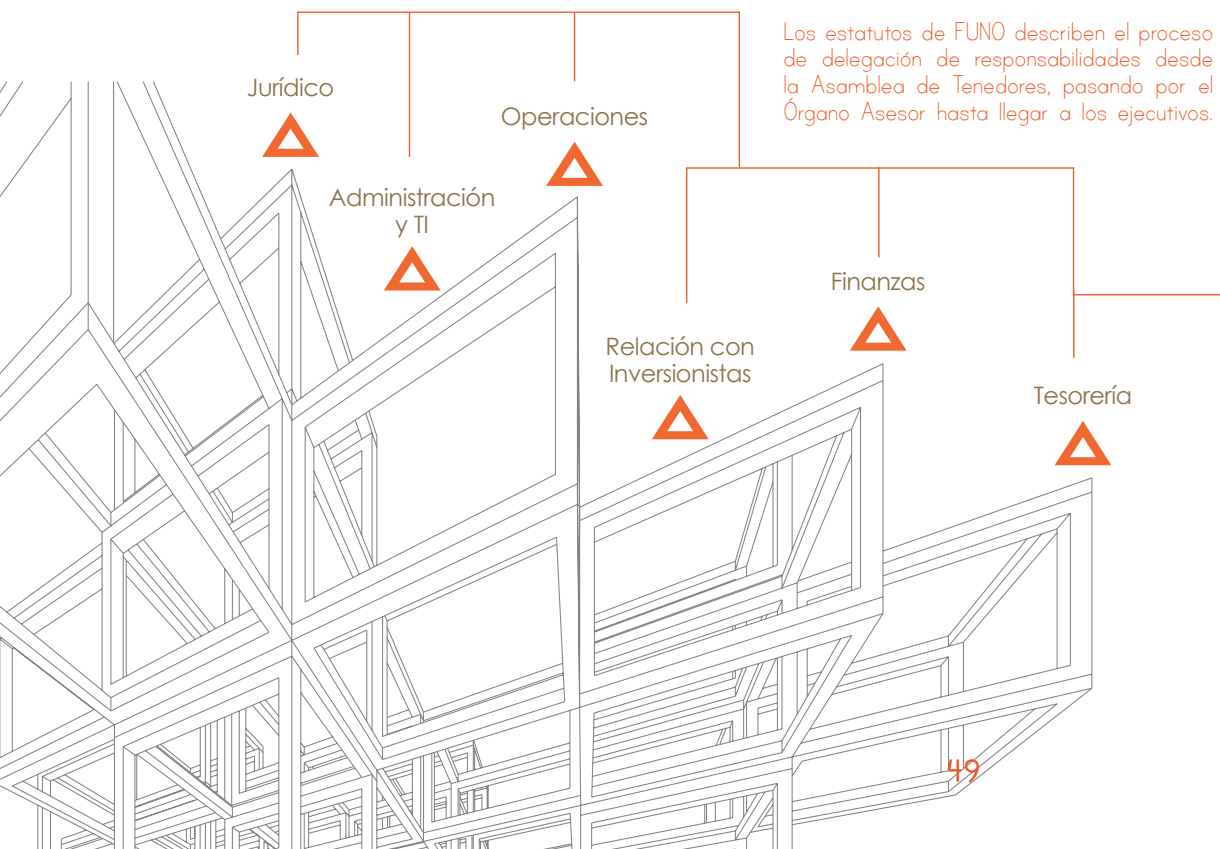 Los estatutos de FUNO describen el proceso
de delegación de responsabilidades desde
la Asamblea de Tenedores, pasando por el
Órgano Asesor hasta llegar a los ejecutivos.
Jurídico
Operaciones
Administración
y TI
Finanzas
Relación con
Inversionistas
Tesorería
49